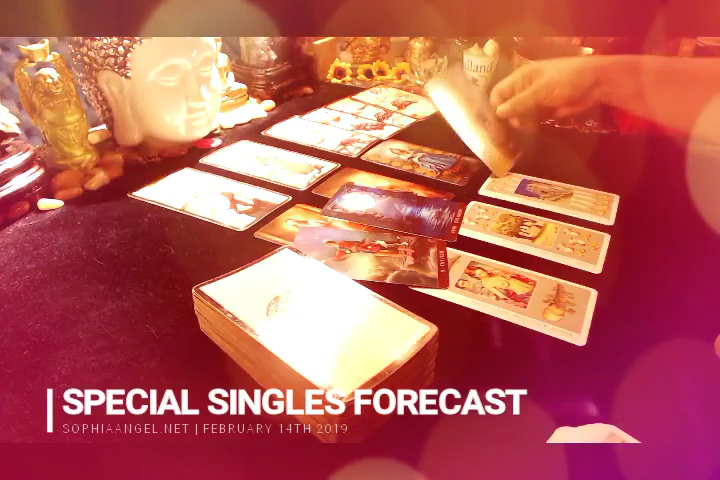 SPECIAL SINGLES FORECAST
SOPHIAANGEL.NET | FEBRUARY 14TH 2019